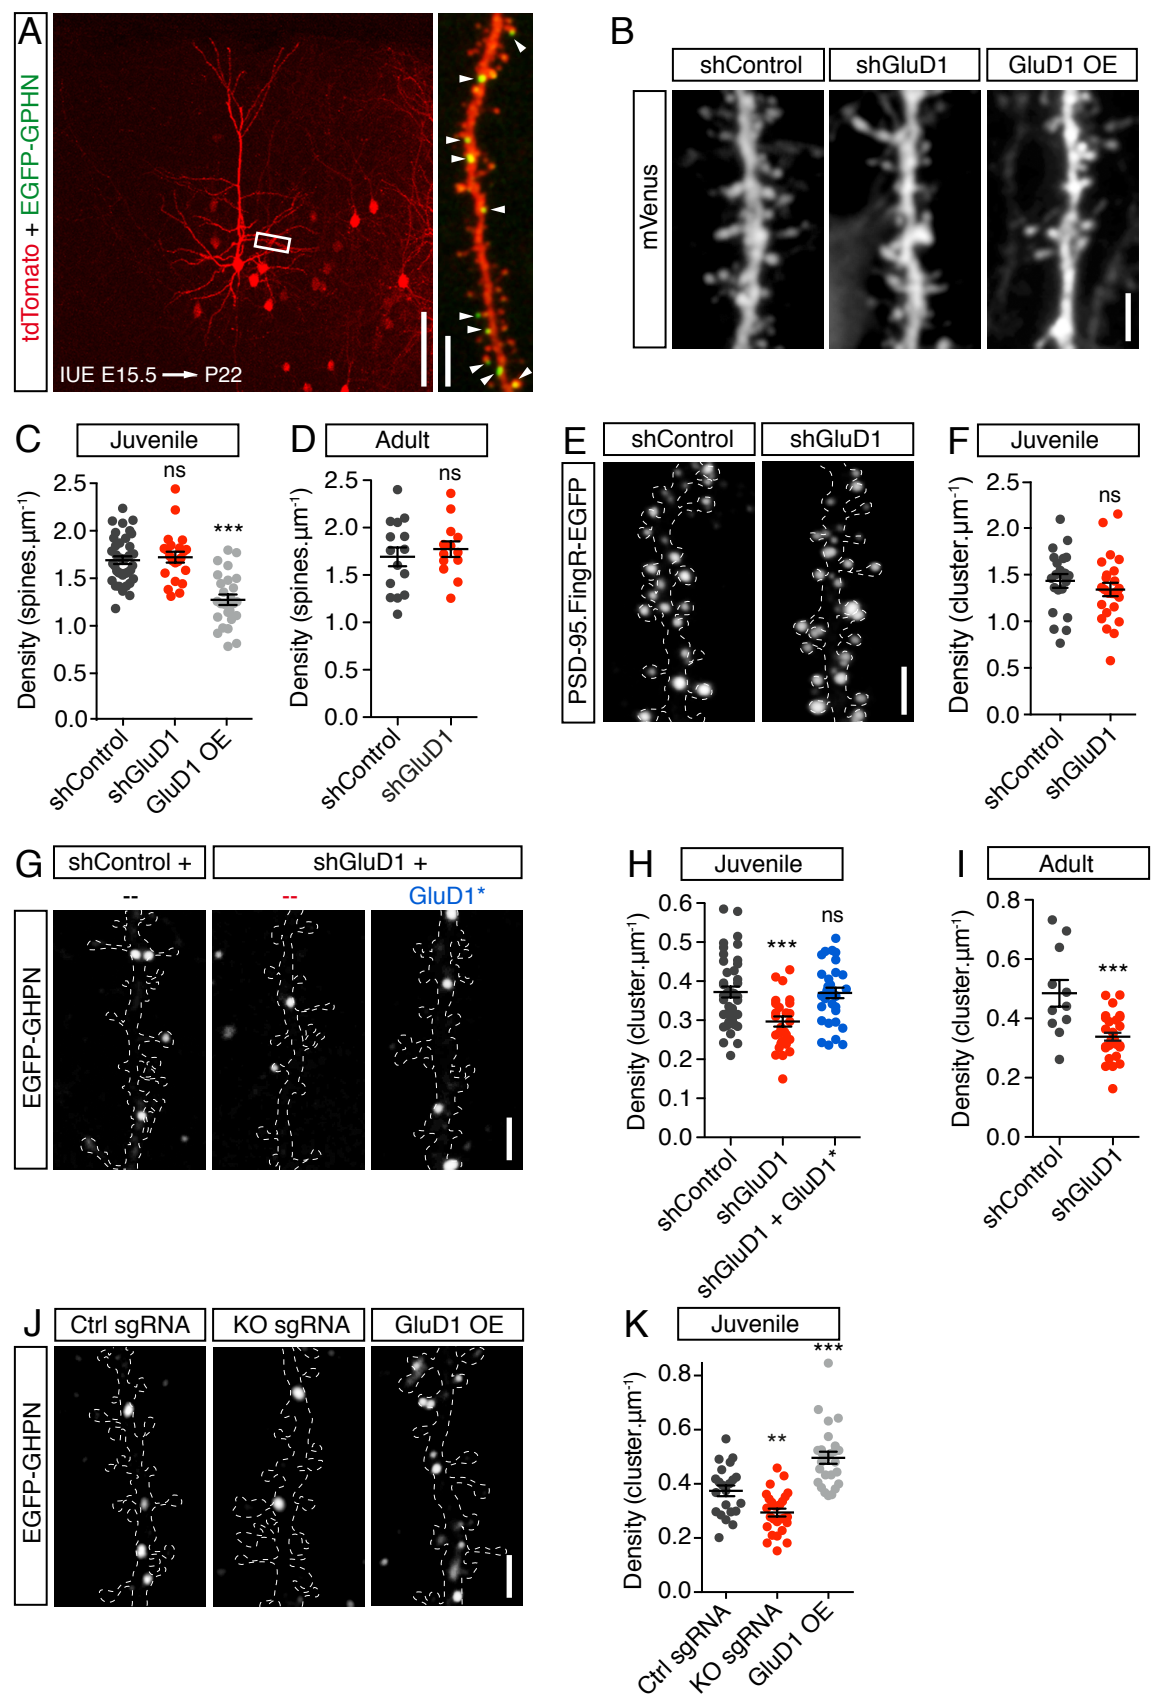 A
tdTomato + EGFP-GPHN
IUE E15.5 → P22
B
shControl
shGluD1
GluD1 OE
mVenus
C
Juvenile
ns
***
Density (spines.µm⁻¹)
2.5
2.0
1.5
1.0
0.5
0.0
shControl
shGluD1
GluD1 OE
D
Adult
ns
Density (spines.µm⁻¹)
2.5
2.0
1.5
1.0
0.5
0.0
shControl
shGluD1
E
shControl
shGluD1
PSD-95.FingR-EGFP
F
Juvenile
ns
Density (cluster.µm⁻¹)
2.5
2.0
1.5
1.0
0.5
0.0
shControl
shGluD1
G
shControl +
shGluD1 +
--
--
GluD1*
EGFP-GHPN
H
Juvenile
***
ns
Density (cluster.µm⁻¹)
0.6
0.5
0.4
0.3
0.2
0.1
0.0
shControl
shGluD1
shGluD1 + GluD1*
I
Adult
***
Density (cluster.µm⁻¹)
0.8
0.6
0.4
0.2
0.0
shControl
shGluD1
J
Ctrl sgRNA
KO sgRNA
GluD1 OE
EGFP-GHPN
K
Juvenile
**
***
Density (cluster.µm⁻¹)
0.8
0.6
0.4
0.2
0.0
Ctrl sgRNA
KO sgRNA
GluD1 OE